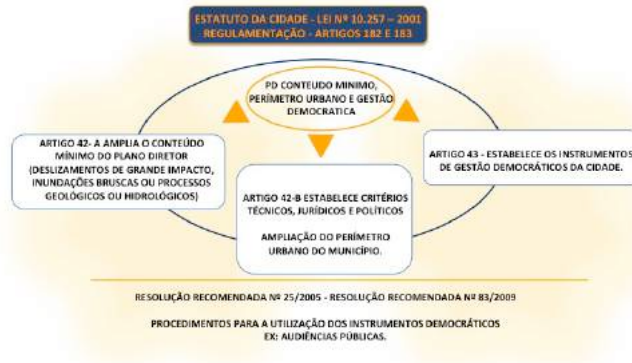 ESTATUTO DA CIDADE - LEI Nº 10.257 – 2001
REGULAMENTAÇÃO - ARTIGOS 182 E 183
PD CONTEUDO MINIMO,
PERÍMETRO URBANO E GESTÃO
DEMOCRATICA
ARTIGO 42- A AMPLIA O CONTEÚDO
MÍNIMO DO PLANO DIRETOR
(DESLIZAMENTOS DE GRANDE IMPACTO,
INUNDAÇÕES BRUSCAS OU PROCESSOS
GEOLÓGICOS OU HIDROLÓGICOS)
ARTIGO 42-B ESTABELECE CRITÉRIOS
TÉCNICOS, JURÍDICOS E POLÍTICOS
AMPLIAÇÃO DO PERÍMETRO
URBANO DO MUNICÍPIO.
ARTIGO 43 - ESTABELECE OS INSTRUMENTOS
DE GESTÃO DEMOCRÁTICOS DA CIDADE.
RESOLUÇÃO RECOMENDADA Nº 25/2005 - RESOLUÇÃO RECOMENDADA Nº 83/2009
PROCEDIMENTOS PARA A UTILIZAÇÃO DOS INSTRUMENTOS DEMOCRÁTICOS
EX: AUDIÊNCIAS PÚBLICAS.